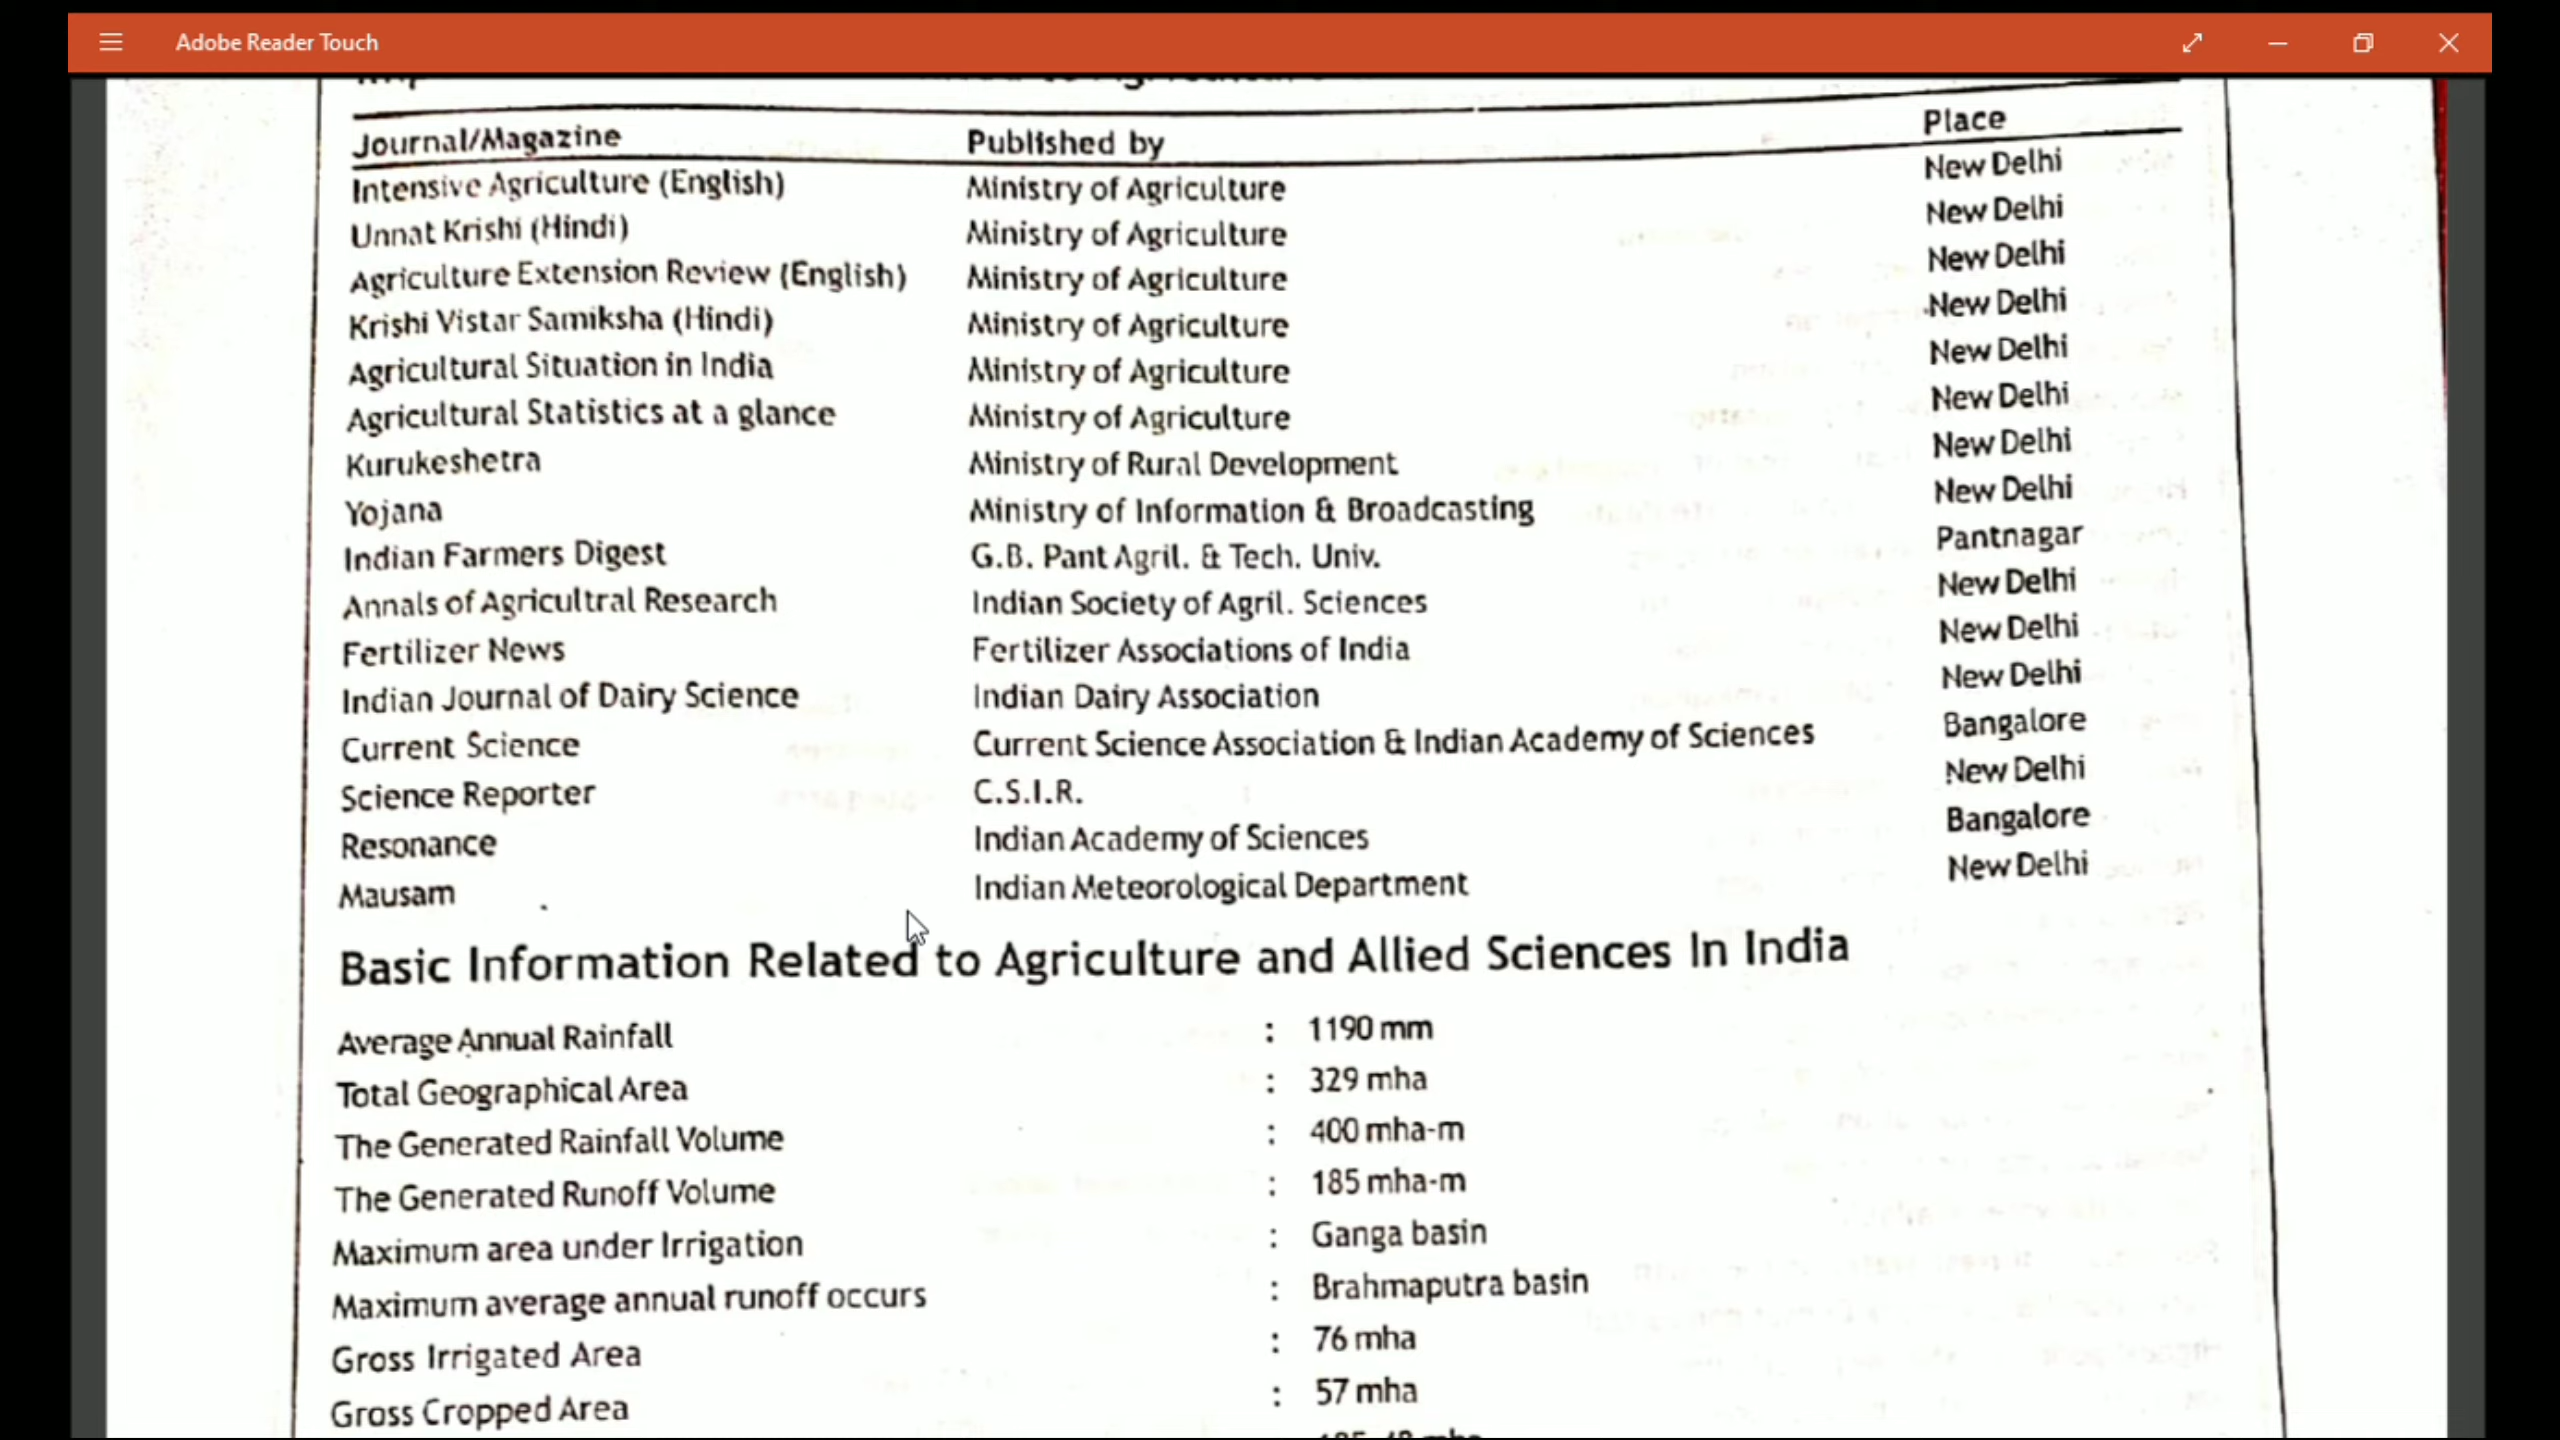 Adobe Reader Touch
Journal/Magazine Published by Place
Intensive Agriculture (English) Ministry of Agriculture New Delhi
Unnat Krishi (Hindi) Ministry of Agriculture New Delhi
Agriculture Extension Review (English) Ministry of Agriculture New Delhi
Krishi Vistar Samiksha (Hindi) Ministry of Agriculture New Delhi
Agricultural Situation in India Ministry of Agriculture New Delhi
Agricultural Statistics at a glance Ministry of Agriculture New Delhi
Kurukeshetra Ministry of Rural Development New Delhi
Yojana Ministry of Information & Broadcasting New Delhi
Indian Farmers Digest G.B. Pant Agril. & Tech. Univ. Pantnagar
Annals of Agricultral Research Indian Society of Agril. Sciences New Delhi
Fertilizer News Fertilizer Associations of India New Delhi
Indian Journal of Dairy Science Indian Dairy Association New Delhi
Current Science Current Science Association & Indian Academy of Sciences Bangalore
Science Reporter C.S.I.R. New Delhi
Resonance Indian Academy of Sciences Bangalore
Mausam Indian Meteorological Department New Delhi
Basic Information Related to Agriculture and Allied Sciences In India
Average Annual Rainfall : 1190 mm
Total Geographical Area : 329 mha
The Generated Rainfall Volume : 400 mha-m
The Generated Runoff Volume : 185 mha-m
Maximum area under Irrigation : Ganga basin
Maximum average annual runoff occurs : Brahmaputra basin
Gross Irrigated Area : 76 mha
Gross Cropped Area : 57 mha